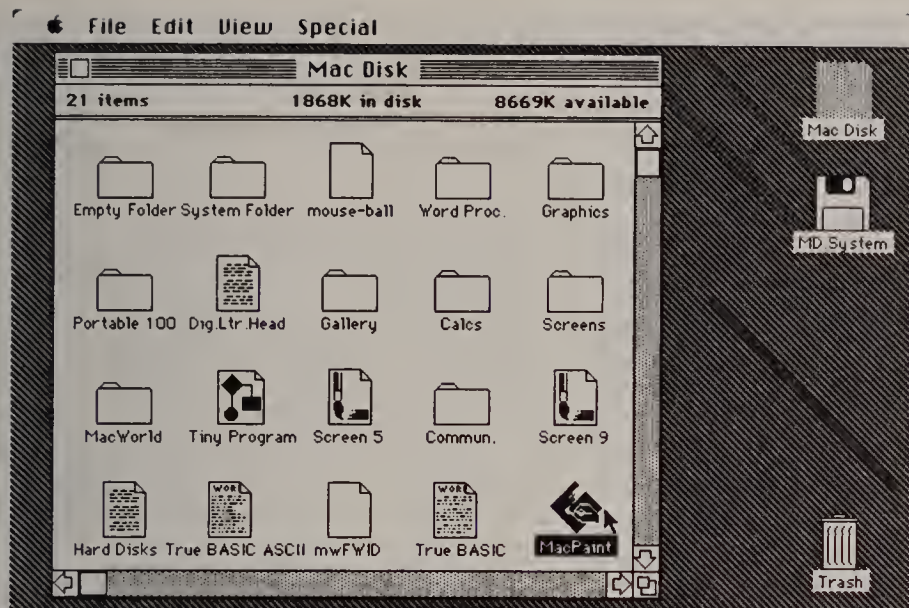 File Edit View Special
Mac Disk
21 items 1868K in disk 8669K available
Mac Disk
Empty Folder System Folder mouse-ball Word Proc. Graphics
MD System
Portable 100 Dig.Ltr.Head Gallery Calcs Screens
MacWorld Tiny Program Screen 5 Commun. Screen 9
WORD WORD
Hard Disks True BASIC ASCII mwFWID True BASIC MacPaint
Trash